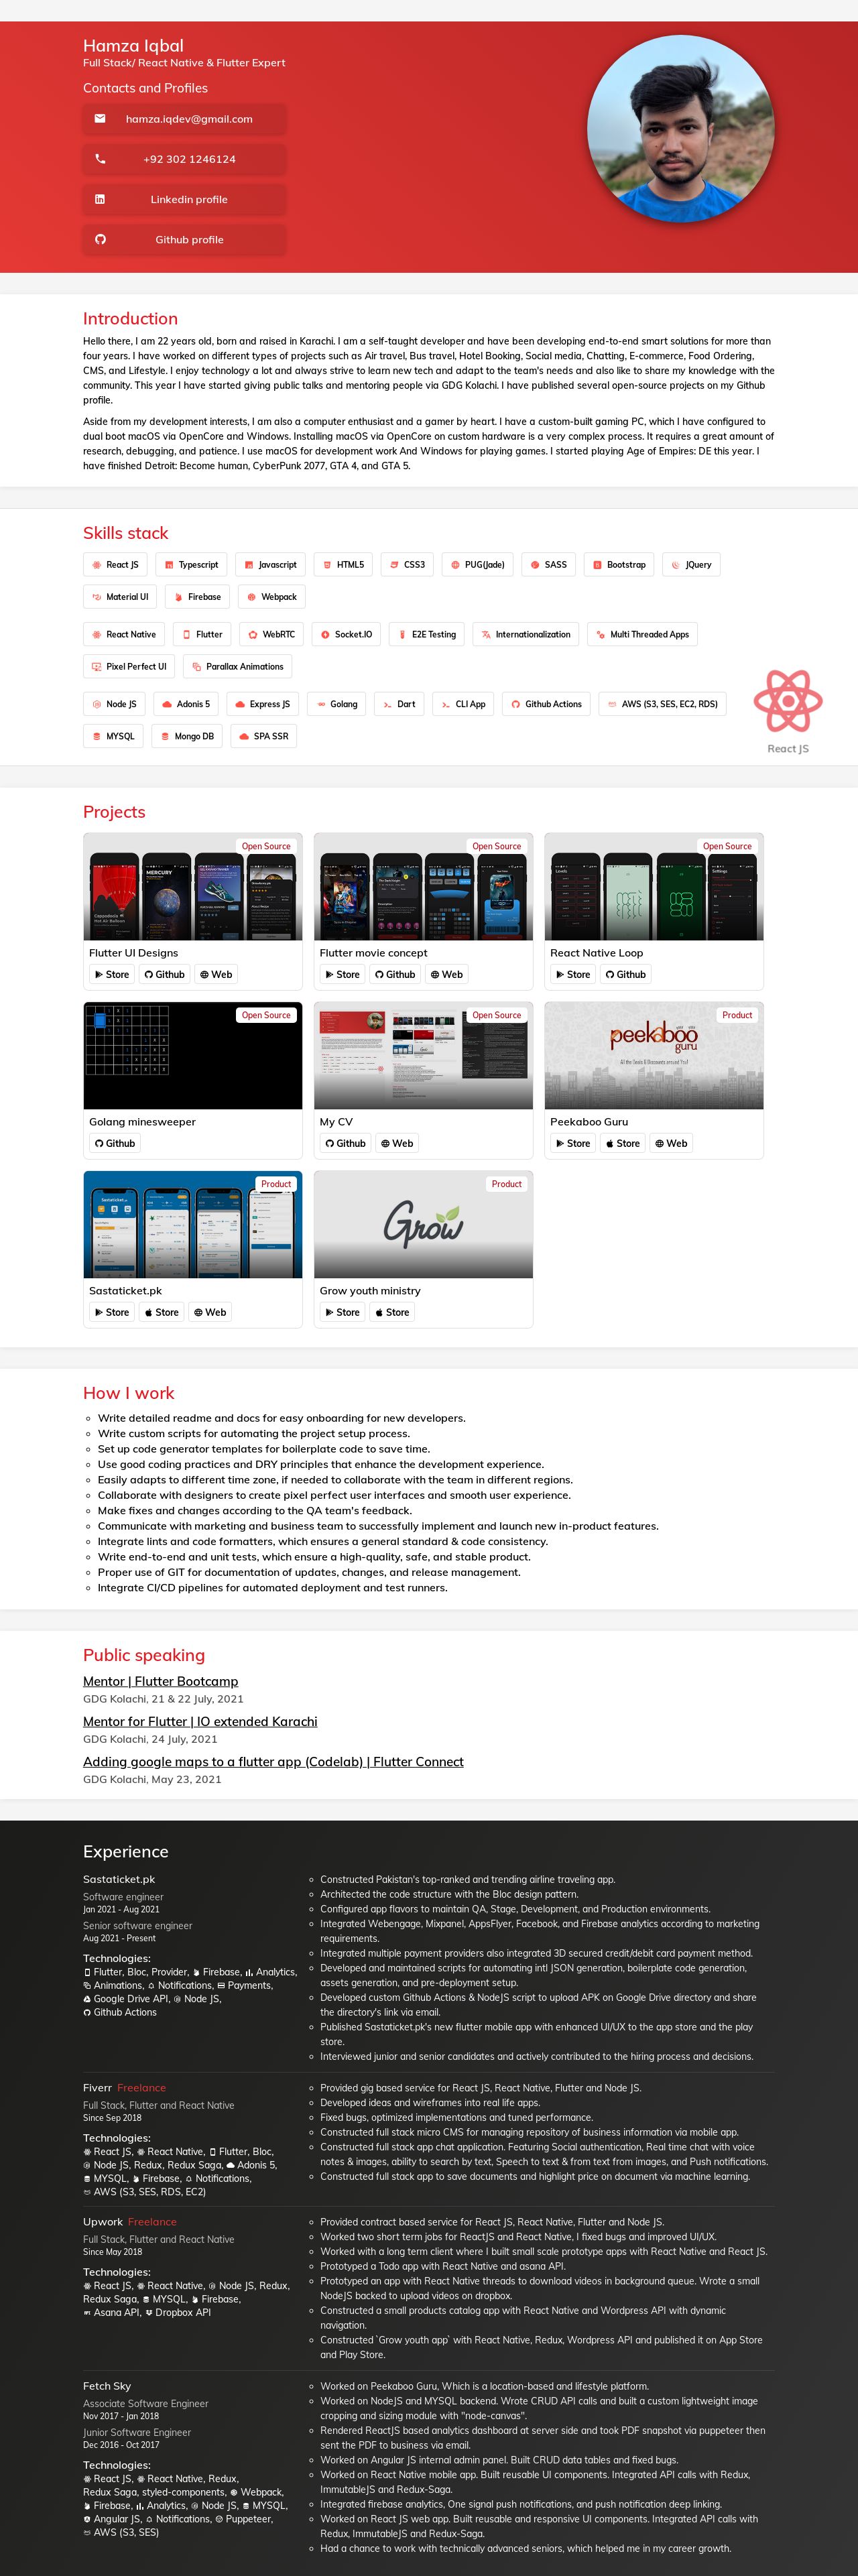 Hamza Iqbal
Full Stack/ React Native & Flutter Expert
Contacts and Profiles
hamza.iqdev@gmail.com
+92 302 1246124
Linkedin profile
Github profile
Introduction
Hello there, I am 22 years old, born and raised in Karachi. I am a self-taught developer and have been developing end-to-end smart solutions for more than
four years. I have worked on different types of projects such as Air travel, Bus travel, Hotel Booking, Social media, Chatting, E-commerce, Food Ordering,
CMS, and Lifestyle. I enjoy technology a lot and always strive to learn new tech and adapt to the team's needs and also like to share my knowledge with the
community. This year I have started giving public talks and mentoring people via GDG Kolachi. I have published several open-source projects on my Github
profile.
Aside from my development interests, I am also a computer enthusiast and a gamer by heart. I have a custom-built gaming PC, which I have configured to
dual boot macOS via OpenCore and Windows. Installing macOS via OpenCore on custom hardware is a very complex process. It requires a great amount of
research, debugging, and patience. I use macOS for development work And Windows for playing games. I started playing Age of Empires: DE this year. I
have finished Detroit: Become human, CyberPunk 2077, GTA 4, and GTA 5.
Skills stack
React JS Typescript Javascript HTML5 CSS3 PUG(Jade) SASS Bootstrap JQuery
Material UI Firebase Webpack
React Native Flutter WebRTC Socket.IO E2E Testing Internationalization Multi Threaded Apps
Pixel Perfect UI Parallax Animations
Node JS Adonis 5 Express JS Golang Dart CLI App Github Actions AWS (S3, SES, EC2, RDS)
MYSQL Mongo DB SPA SSR
React JS
Projects
Open Source Open Source Open Source
MERCURY
Levels
Settings
Flutter UI Designs Flutter movie concept React Native Loop
Store Github Web Store Github Web Store Github
Open Source Open Source Product
peekaboo
guru
Golang minesweeper My CV Peekaboo Guru
Github Github Web Store Store Web
Product Product
Sastaticket.pk
Grow
Sastaticket.pk Grow youth ministry
Store Store Web Store Store
How I work
Write detailed readme and docs for easy onboarding for new developers.
Write custom scripts for automating the project setup process.
Set up code generator templates for boilerplate code to save time.
Use good coding practices and DRY principles that enhance the development experience.
Easily adapts to different time zone, if needed to collaborate with the team in different regions.
Collaborate with designers to create pixel perfect user interfaces and smooth user experience.
Make fixes and changes according to the QA team's feedback.
Communicate with marketing and business team to successfully implement and launch new in-product features.
Integrate lints and code formatters, which ensures a general standard & code consistency.
Write end-to-end and unit tests, which ensure a high-quality, safe, and stable product.
Proper use of GIT for documentation of updates, changes, and release management.
Integrate CI/CD pipelines for automated deployment and test runners.
Public speaking
Mentor | Flutter Bootcamp
GDG Kolachi, 21 & 22 July, 2021
Mentor for Flutter | IO extended Karachi
GDG Kolachi, 24 July, 2021
Adding google maps to a flutter app (Codelab) | Flutter Connect
GDG Kolachi, May 23, 2021
Experience
Sastaticket.pk
Software engineer
Jan 2021 - Aug 2021
Senior software engineer
Aug 2021 - Present
Technologies:
Flutter, Bloc, Provider, Firebase, Analytics,
Animations, Notifications, Payments,
Google Drive API, Node JS,
Github Actions
Constructed Pakistan's top-ranked and trending airline traveling app.
Architected the code structure with the Bloc design pattern.
Configured app flavors to maintain QA, Stage, Development, and Production environments.
Integrated Webengage, Mixpanel, AppsFlyer, Facebook, and Firebase analytics according to marketing
requirements.
Integrated multiple payment providers also integrated 3D secured credit/debit card payment method.
Developed and maintained scripts for automating intl JSON generation, boilerplate code generation,
assets generation, and pre-deployment setup.
Developed custom Github Actions & NodeJS script to upload APK on Google Drive directory and share
the directory's link via email.
Published Sastaticket.pk's new flutter mobile app with enhanced UI/UX to the app store and the play
store.
Interviewed junior and senior candidates and actively contributed to the hiring process and decisions.
Fiverr Freelance
Full Stack, Flutter and React Native
Since Sep 2018
Technologies:
React JS, React Native, Flutter, Bloc,
Node JS, Redux, Redux Saga, Adonis 5,
MYSQL, Firebase, Notifications,
AWS (S3, SES, RDS, EC2)
Provided gig based service for React JS, React Native, Flutter and Node JS.
Developed ideas and wireframes into real life apps.
Fixed bugs, optimized implementations and tuned performance.
Constructed full stack micro CMS for managing repository of business information via mobile app.
Constructed full stack app chat application. Featuring Social authentication, Real time chat with voice
notes & images, ability to search by text, Speech to text & from text from images, and Push notifications.
Constructed full stack app to save documents and highlight price on document via machine learning.
Upwork Freelance
Full Stack, Flutter and React Native
Since May 2018
Technologies:
React JS, React Native, Node JS, Redux,
Redux Saga, MYSQL, Firebase,
Asana API, Dropbox API
Provided contract based service for React JS, React Native, Flutter and Node JS.
Worked two short term jobs for ReactJS and React Native, I fixed bugs and improved UI/UX.
Worked with a long term client where I built small scale prototype apps with React Native and React JS.
Prototyped a Todo app with React Native and asana API.
Prototyped an app with React Native threads to download videos in background queue. Wrote a small
NodeJS backed to upload videos on dropbox.
Constructed a small products catalog app with React Native and Wordpress API with dynamic
navigation.
Constructed `Grow youth app` with React Native, Redux, Wordpress API and published it on App Store
and Play Store.
Fetch Sky
Associate Software Engineer
Nov 2017 - Jan 2018
Junior Software Engineer
Dec 2016 - Oct 2017
Technologies:
React JS, React Native, Redux,
Redux Saga, styled-components, Webpack,
Firebase, Analytics, Node JS, MYSQL,
Angular JS, Notifications, Puppeteer,
AWS (S3, SES)
Worked on Peekaboo Guru, Which is a location-based and lifestyle platform.
Worked on NodeJS and MYSQL backend. Wrote CRUD API calls and built a custom lightweight image
cropping and sizing module with "node-canvas".
Rendered ReactJS based analytics dashboard at server side and took PDF snapshot via puppeteer then
sent the PDF to business via email.
Worked on Angular JS internal admin panel. Built CRUD data tables and fixed bugs.
Worked on React Native mobile app. Built reusable UI components. Integrated API calls with Redux,
ImmutableJS and Redux-Saga.
Integrated firebase analytics, One signal push notifications, and push notification deep linking.
Worked on React JS web app. Built reusable and responsive UI components. Integrated API calls with
Redux, ImmutableJS and Redux-Saga.
Had a chance to work with technically advanced seniors, which helped me in my career growth.